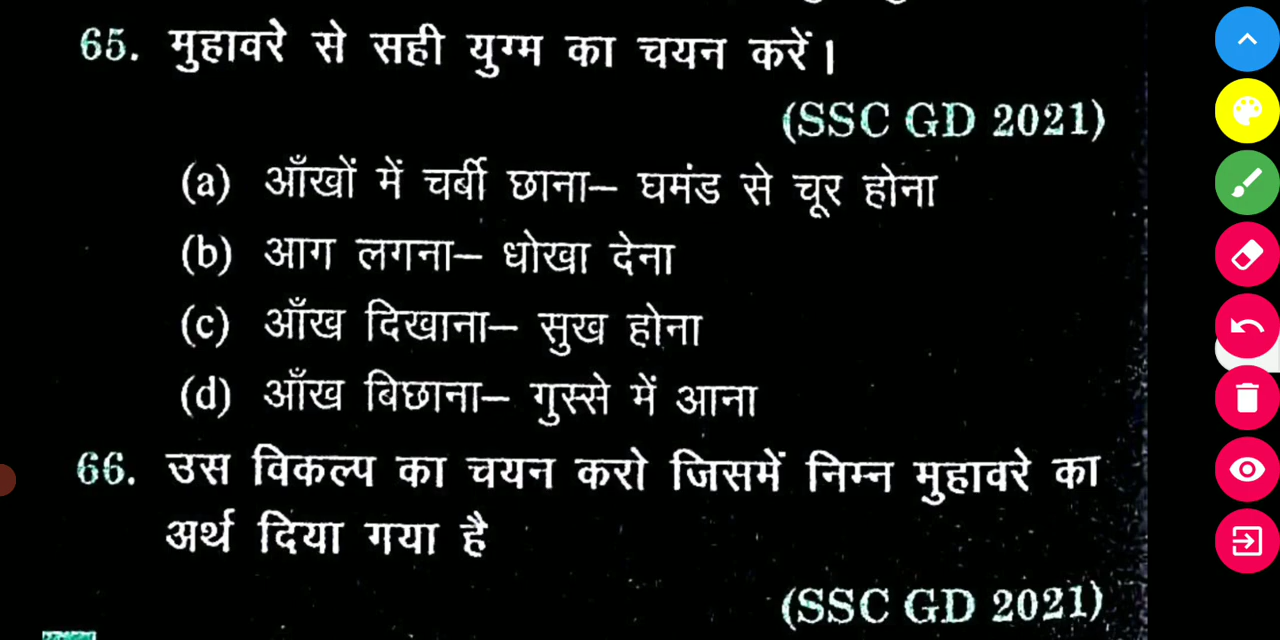 65. मुहावरे से सही युग्म का चयन करें।
(SSC GD 2021)
(a) आँखों में चर्बी छाना– घमंड से चूर होना
(b) आग लगना– धोखा देना
(c) आँख दिखाना– सुख होना
(d) आँख बिछाना– गुस्से में आना
66. उस विकल्प का चयन करो जिसमें निम्न मुहावरे का
अर्थ दिया गया है
(SSC GD 2021)